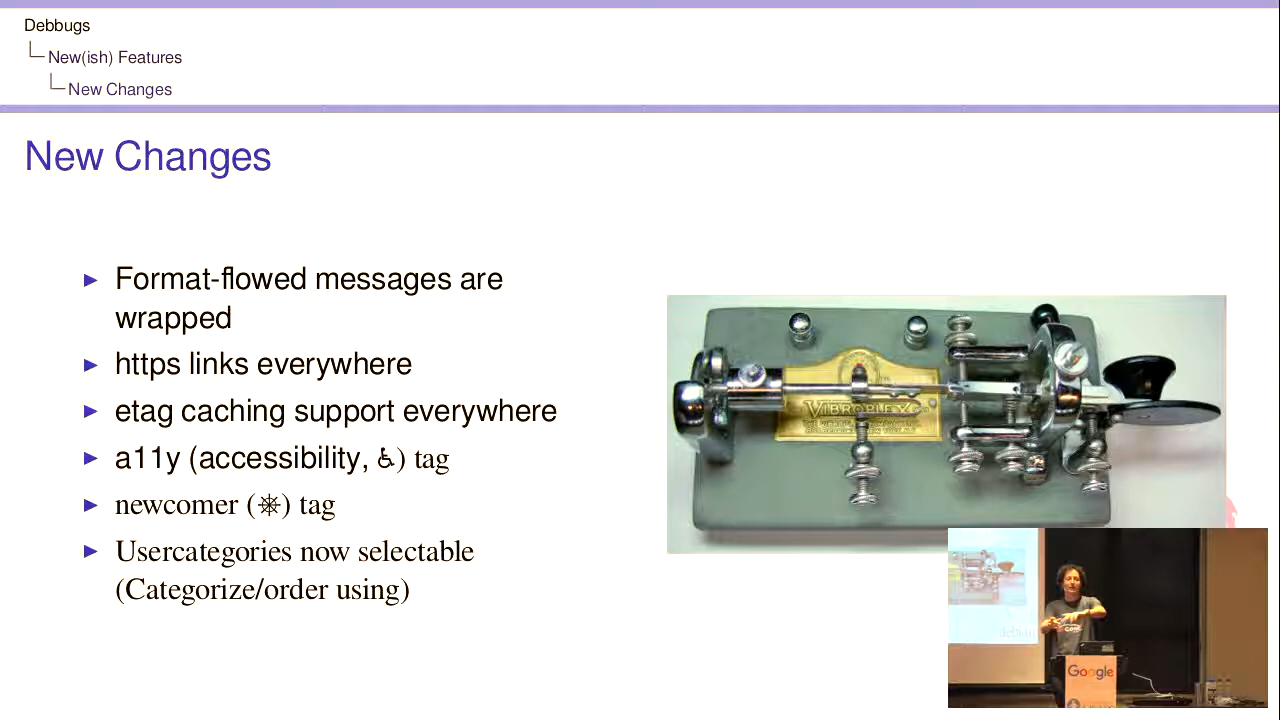 Debbugs
New(ish) Features
New Changes
New Changes
► Format-flowed messages are
wrapped
► https links everywhere
► etag caching support everywhere
► a11y (accessibility, ♿) tag
► newcomer (⎈) tag
► Usercategories now selectable
(Categorize/order using)
VIBROPLEX
debian
Google